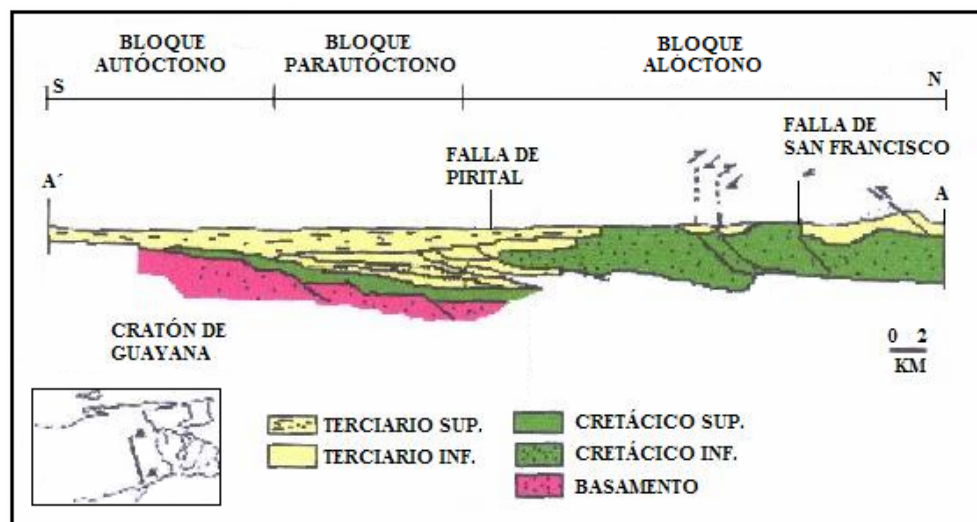 BLOQUE
AUTÓCTONO
BLOQUE
PARAUTÓCTONO
BLOQUE
ALÓCTONO
S
N
FALLA DE
PIRITAL
FALLA DE
SAN FRANCISCO
A´
A
CRATÓN DE
GUAYANA
0 2
KM
TERCIARIO SUP.
TERCIARIO INF.
CRETÁCICO SUP.
CRETÁCICO INF.
BASAMENTO